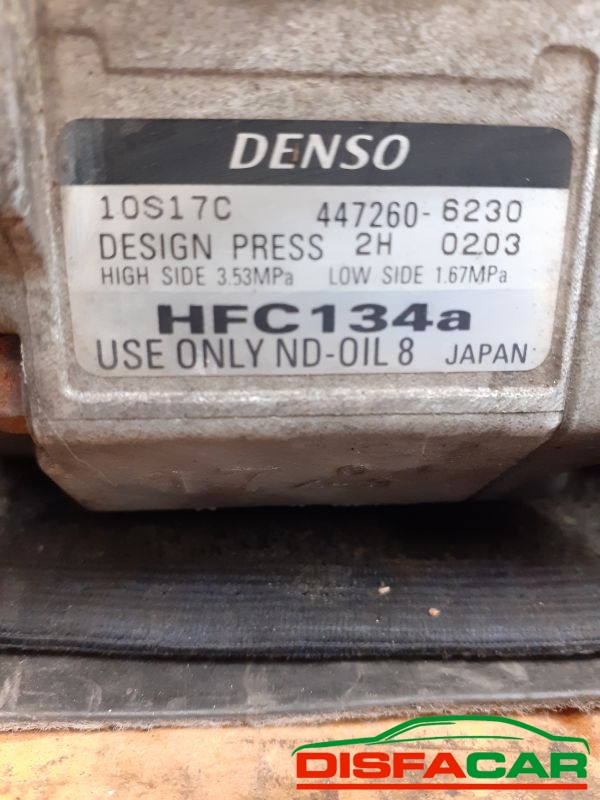 DENSO
10S17C 447260-6230
DESIGN PRESS 2H 0203
HIGH SIDE 3.53MPa LOW SIDE 1.67MPa
HFC134a
USE ONLY ND-OIL 8 JAPAN
DISFACAR